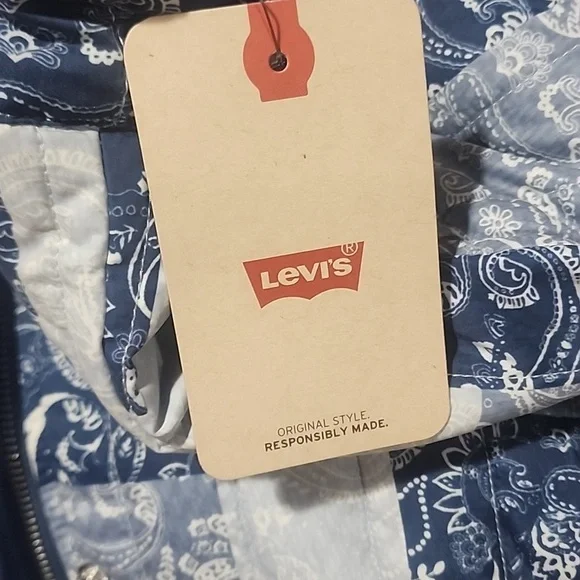 LEVI'S®
ORIGINAL STYLE.
RESPONSIBLY MADE.